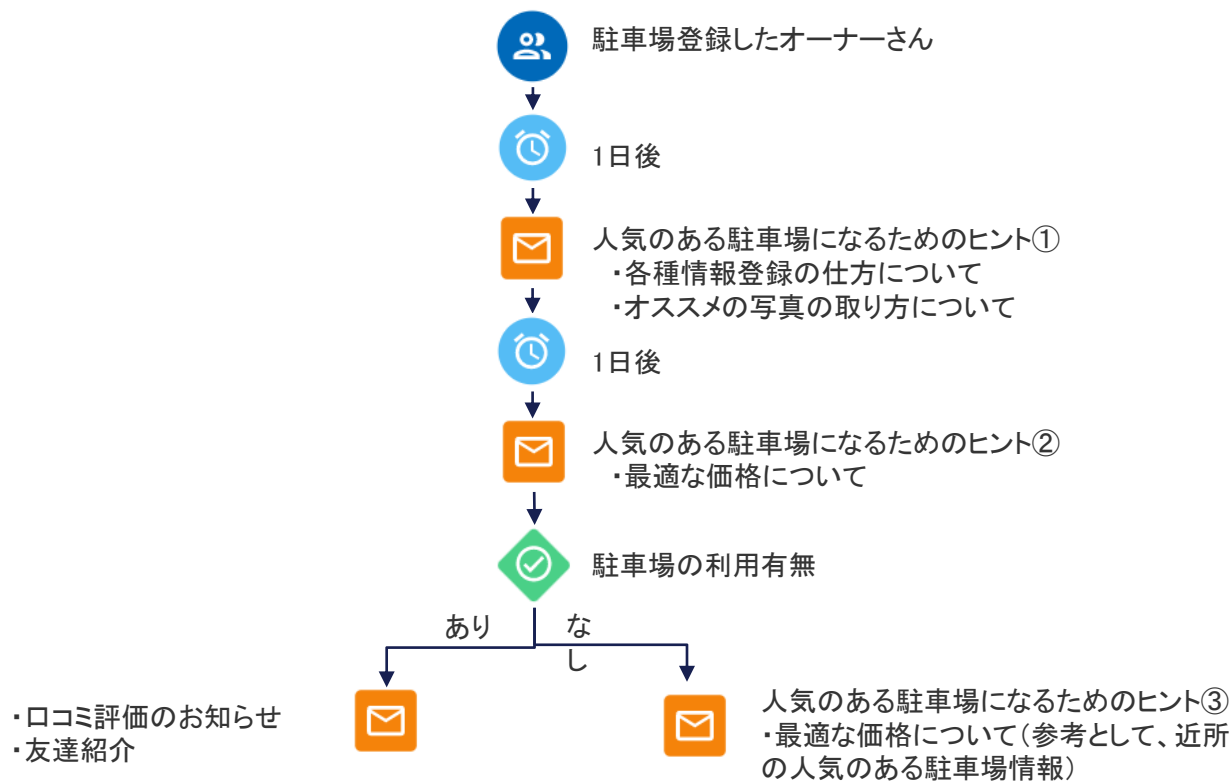 駐車場登録したオーナーさん
1日後
人気のある駐車場になるためのヒント①
・各種情報登録の仕方について
・オススメの写真の取り方について
1日後
人気のある駐車場になるためのヒント②
・最適な価格について
駐車場の利用有無
あり
な
し
・口コミ評価のお知らせ
・友達紹介
人気のある駐車場になるためのヒント③
・最適な価格について（参考として、近所
の人気のある駐車場情報）